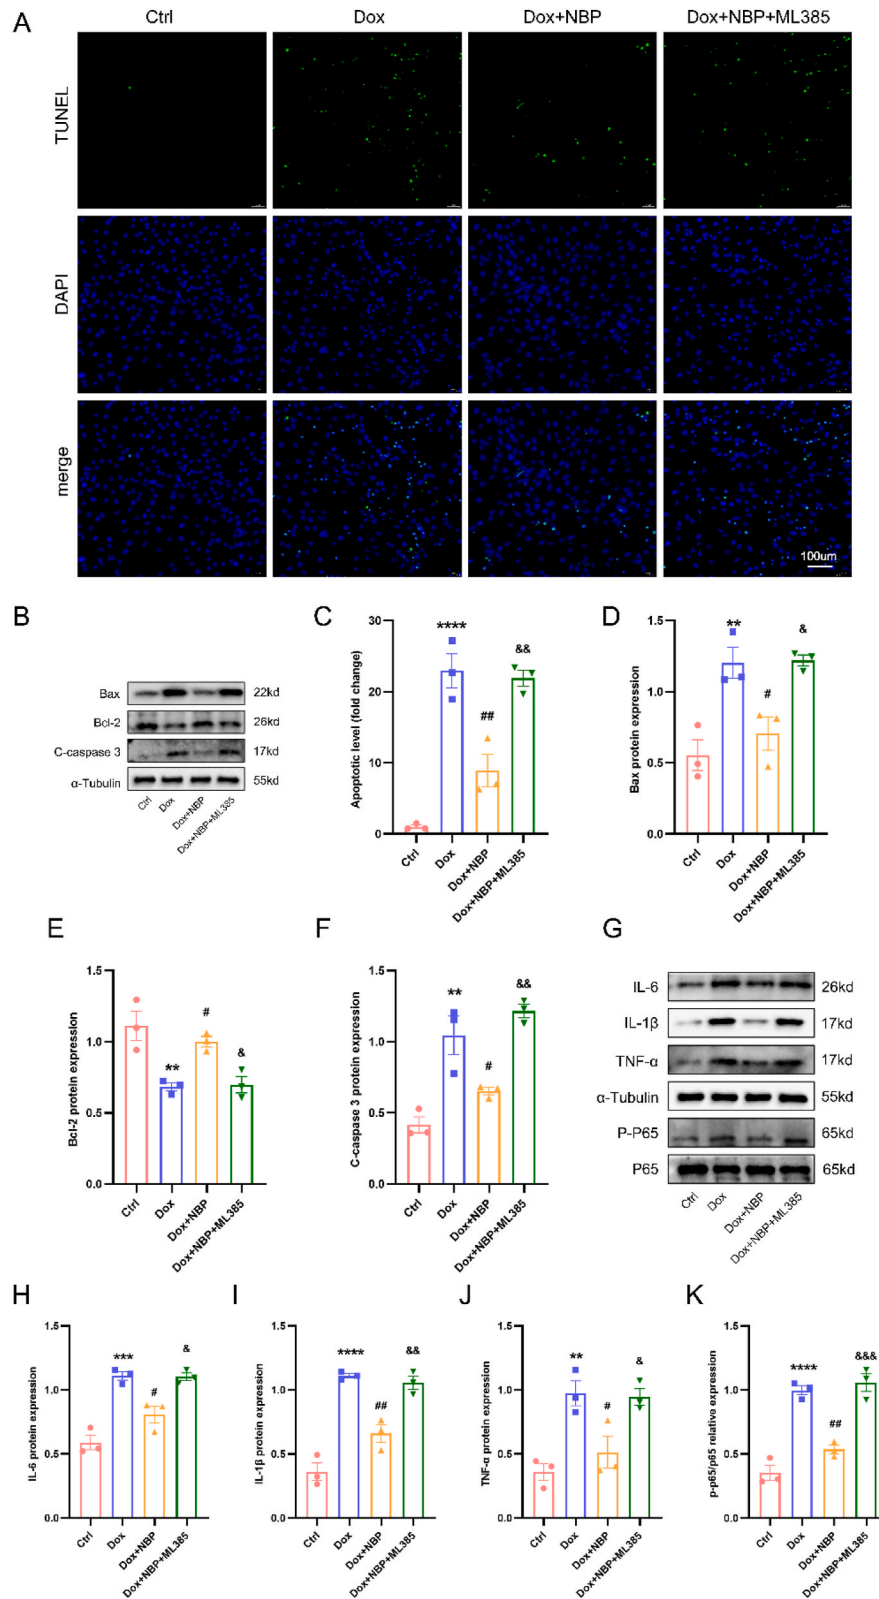 A
Ctrl
Dox
Dox+NBP
Dox+NBP+ML385
TUNEL
DAPI
merge
100um
B
Bax
22kd
Bcl-2
26kd
C-caspase 3
17kd
α-Tubulin
55kd
Ctrl
Dox
Dox+NBP
Dox+NBP+ML385
C
Apoptotic level (fold change)
30
20
10
0
****
##
&&
Ctrl
Dox
Dox+NBP
Dox+NBP+ML385
D
Bax protein expression
1.5
1.0
0.5
0.0
**
#
&
Ctrl
Dox
Dox+NBP
Dox+NBP+ML385
E
Bcl-2 protein expression
1.5
1.0
0.5
0.0
**
#
&
Ctrl
Dox
Dox+NBP
Dox+NBP+ML385
F
C-caspase 3 protein expression
1.5
1.0
0.5
0.0
**
#
&&
Ctrl
Dox
Dox+NBP
Dox+NBP+ML385
G
IL-6
26kd
IL-1β
17kd
TNF-α
17kd
α-Tubulin
55kd
P-P65
65kd
P65
65kd
Ctrl
Dox
Dox+NBP
Dox+NBP+ML385
H
IL-6 protein expression
1.5
1.0
0.5
0.0
***
#
&
Ctrl
Dox
Dox+NBP
Dox+NBP+ML385
I
IL-1β protein expression
1.5
1.0
0.5
0.0
****
##
&&
Ctrl
Dox
Dox+NBP
Dox+NBP+ML385
J
TNF-α protein expression
1.5
1.0
0.5
0.0
**
#
&
Ctrl
Dox
Dox+NBP
Dox+NBP+ML385
K
p-p65/p65 relative expression
1.5
1.0
0.5
0.0
****
##
&&&
Ctrl
Dox
Dox+NBP
Dox+NBP+ML385